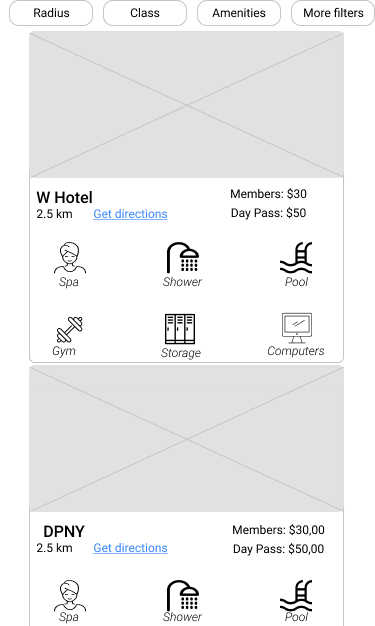 Radius Class Amenities More filters
W Hotel Members: $30
2.5 km Get directions Day Pass: $50
Spa Shower Pool
Gym Storage Computers
DPNY Members: $30,00
2.5 km Get directions Day Pass: $50,00
Spa Shower Pool